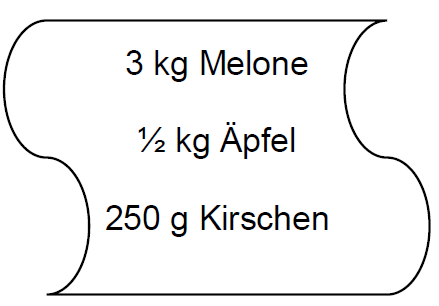 3 kg Melone
½ kg Äpfel
250 g Kirschen